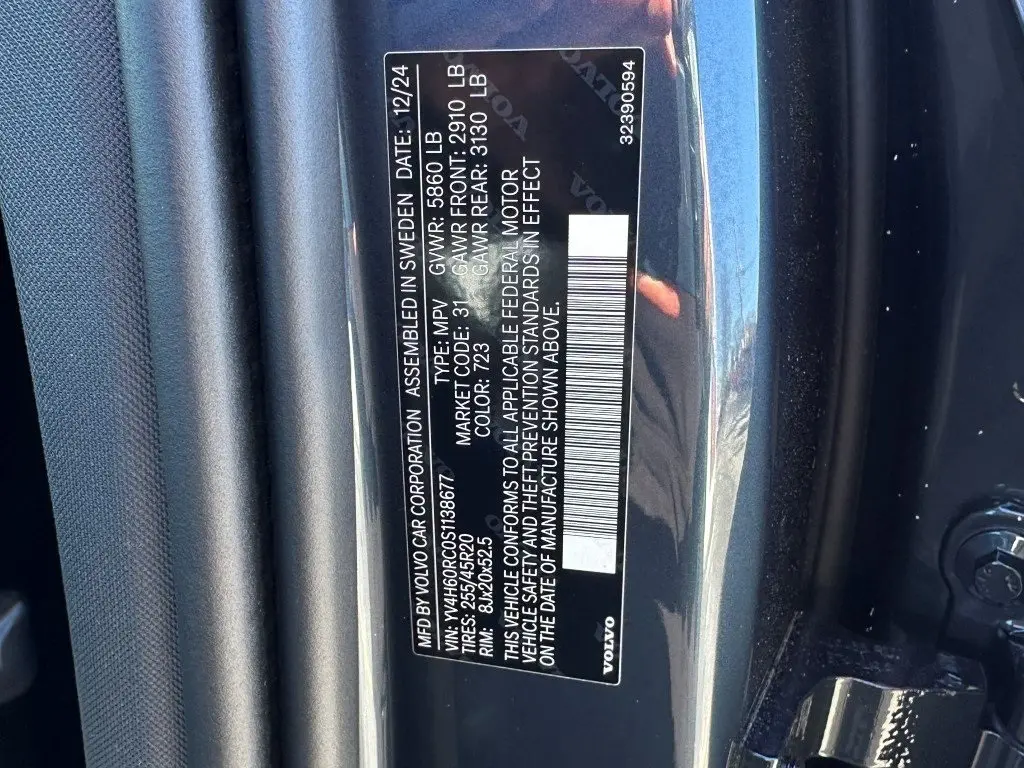 MFD BY VOLVO CAR CORPORATION ASSEMBLED IN SWEDEN DATE: 12/24
VIN: YV4H60RC0S1138677 TYPE: MPV GVWR: 5860 LB
TIRES: 255/45R20 MARKET CODE: 31 GAWR FRONT: 2910 LB
RIM: 8Jx20x52.5 COLOR: 723 GAWR REAR: 3130 LB
THIS VEHICLE CONFORMS TO ALL APPLICABLE FEDERAL MOTOR
VEHICLE SAFETY AND THEFT PREVENTION STANDARDS IN EFFECT
ON THE DATE OF MANUFACTURE SHOWN ABOVE.
VOLVO 32390594